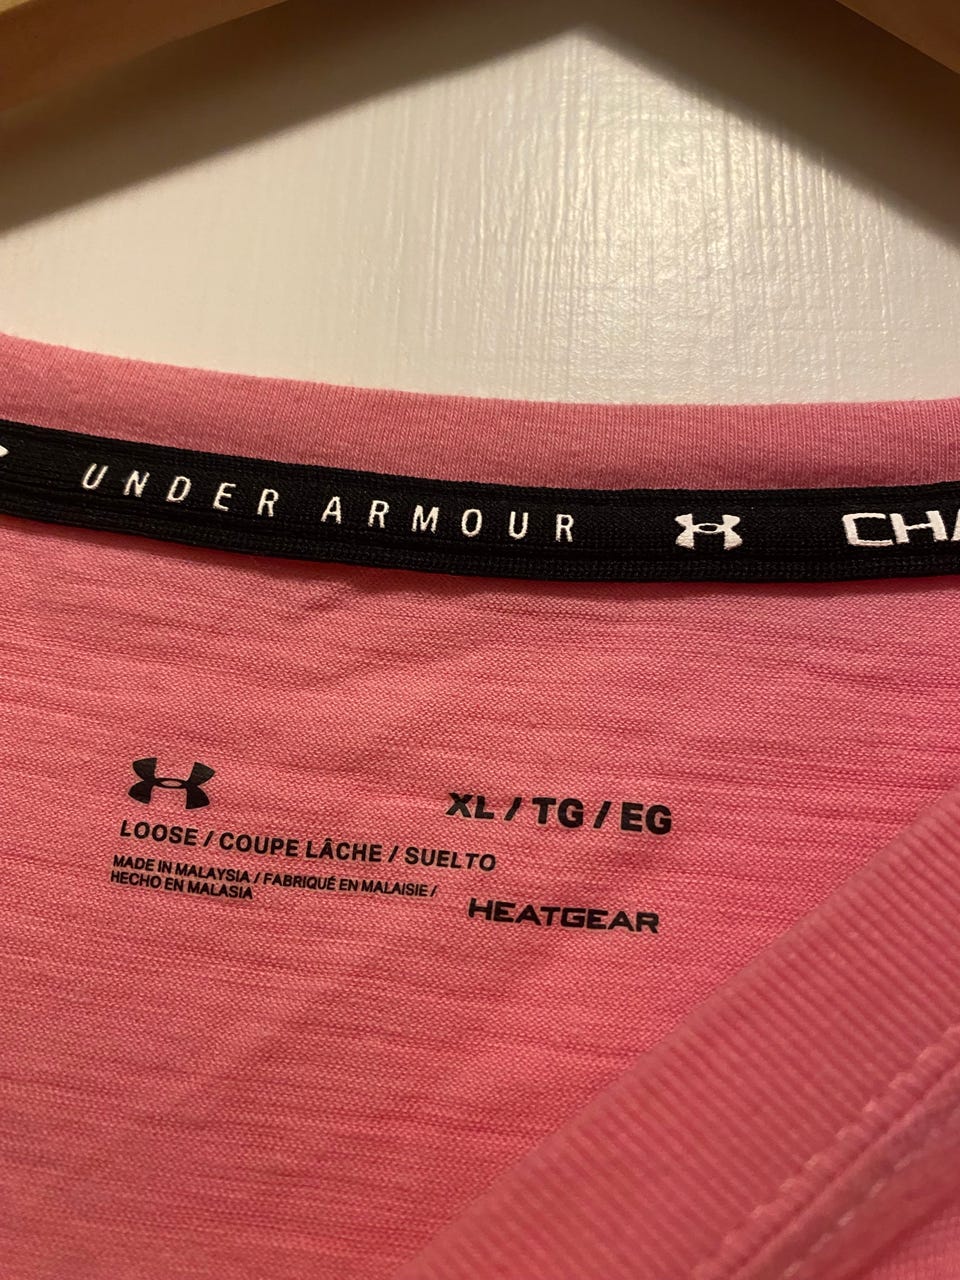 UNDER ARMOUR
XL / TG / EG
LOOSE / COUPE LÂCHE / SUELTO
MADE IN MALAYSIA / FABRIQUÉ EN MALAISIE /
HECHO EN MALASIA
HEATGEAR